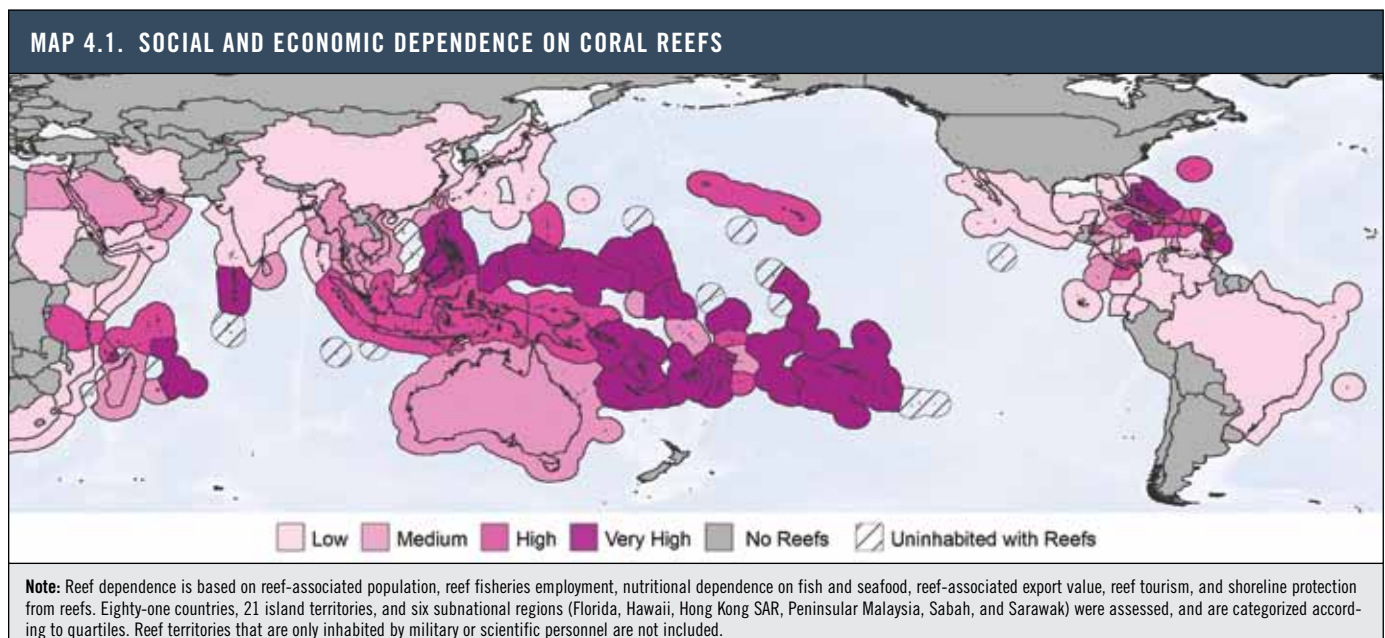 MAP 4.1. SOCIAL AND ECONOMIC DEPENDENCE ON CORAL REEFS
Low Medium High Very High No Reefs Uninhabited with Reefs
Note: Reef dependence is based on reef-associated population, reef fisheries employment, nutritional dependence on fish and seafood, reef-associated export value, reef tourism, and shoreline protection
from reefs. Eighty-one countries, 21 island territories, and six subnational regions (Florida, Hawaii, Hong Kong SAR, Peninsular Malaysia, Sabah, and Sarawak) were assessed, and are categorized accord-
ing to quartiles. Reef territories that are only inhabited by military or scientific personnel are not included.